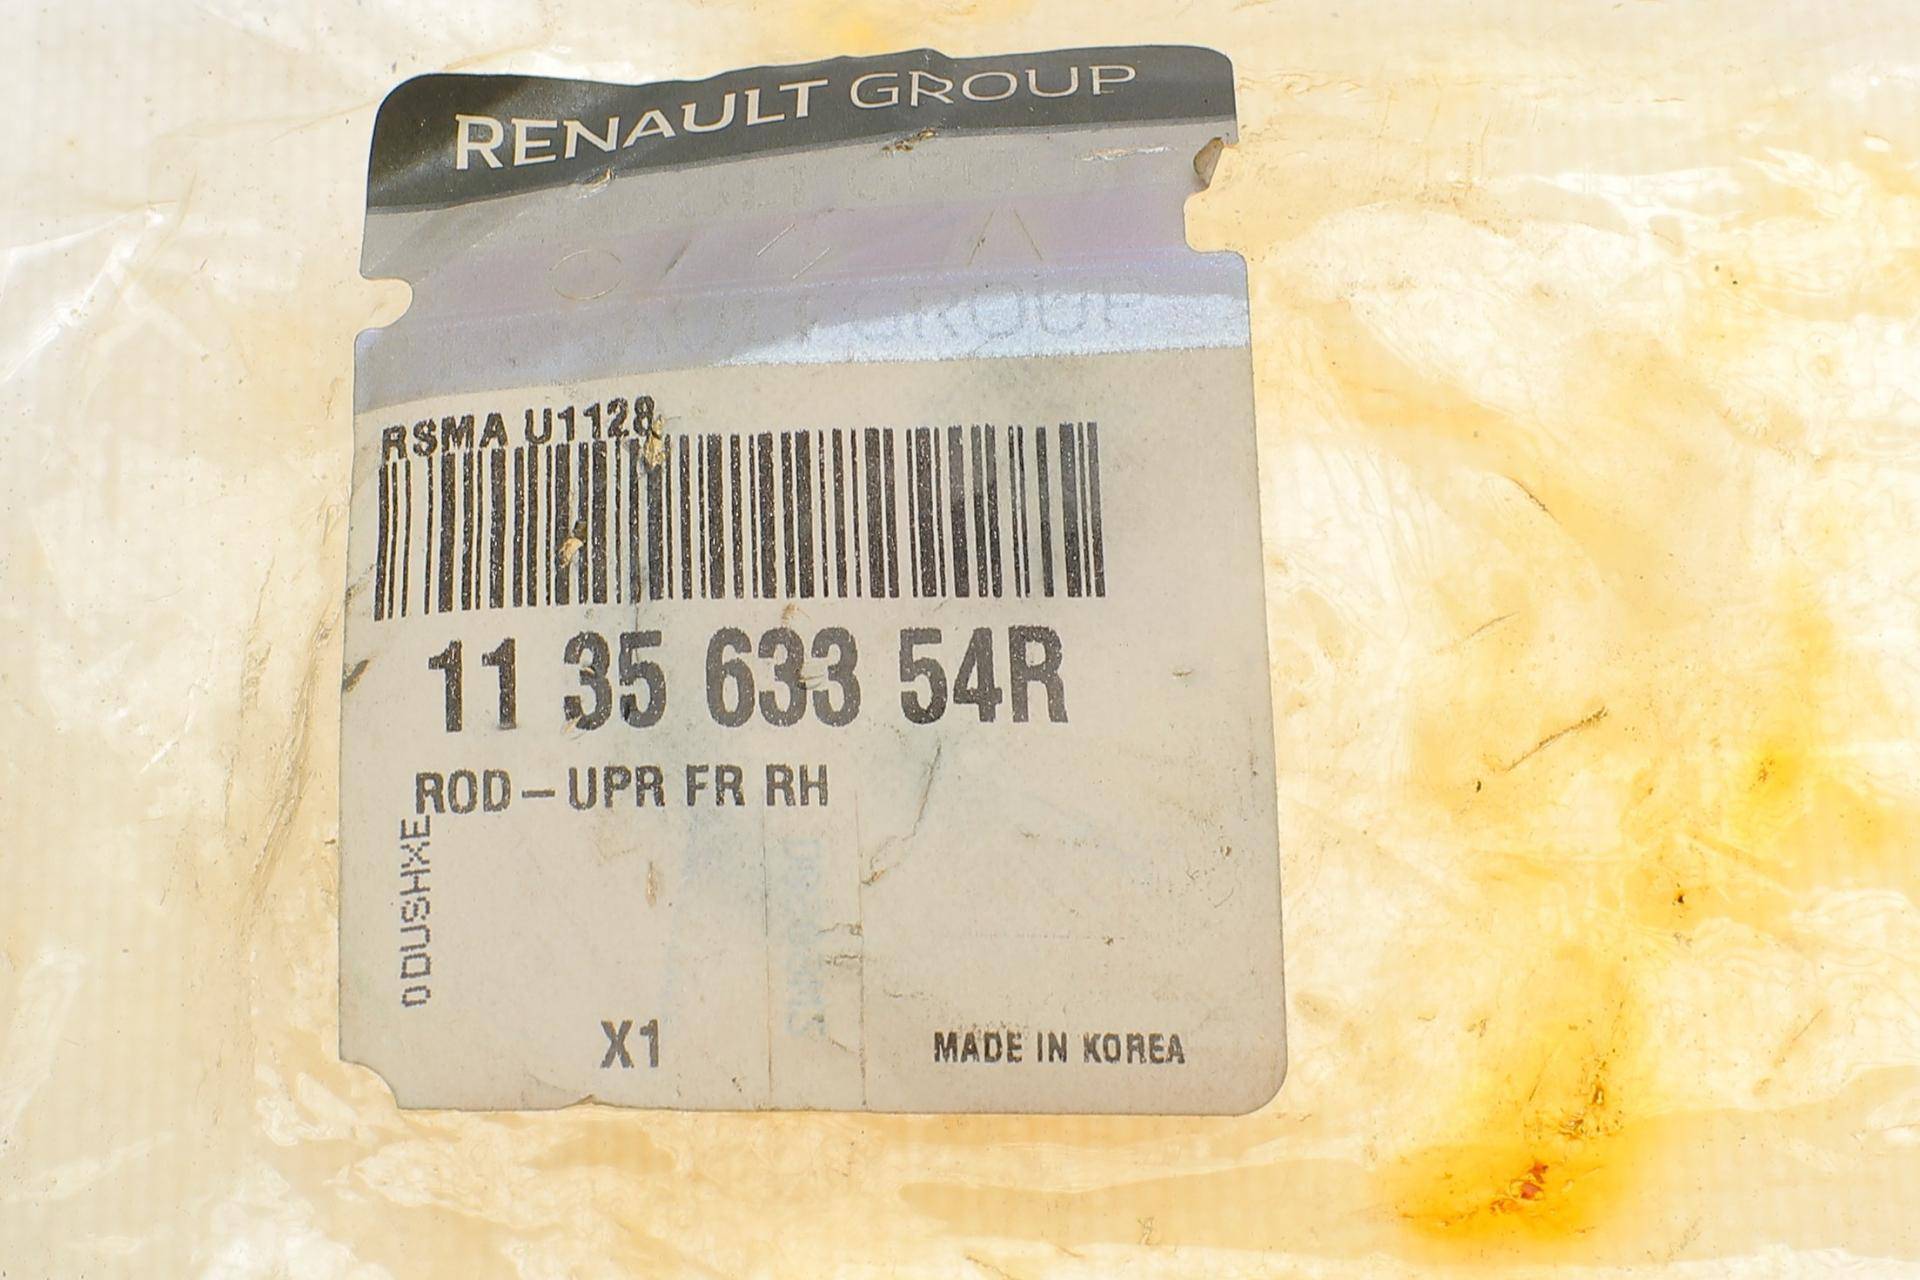 RENAULT GROUP
RSMA U1128
11 35 633 54R
ROD-UPR FR RH
0DUSHXE
X1
MADE IN KOREA